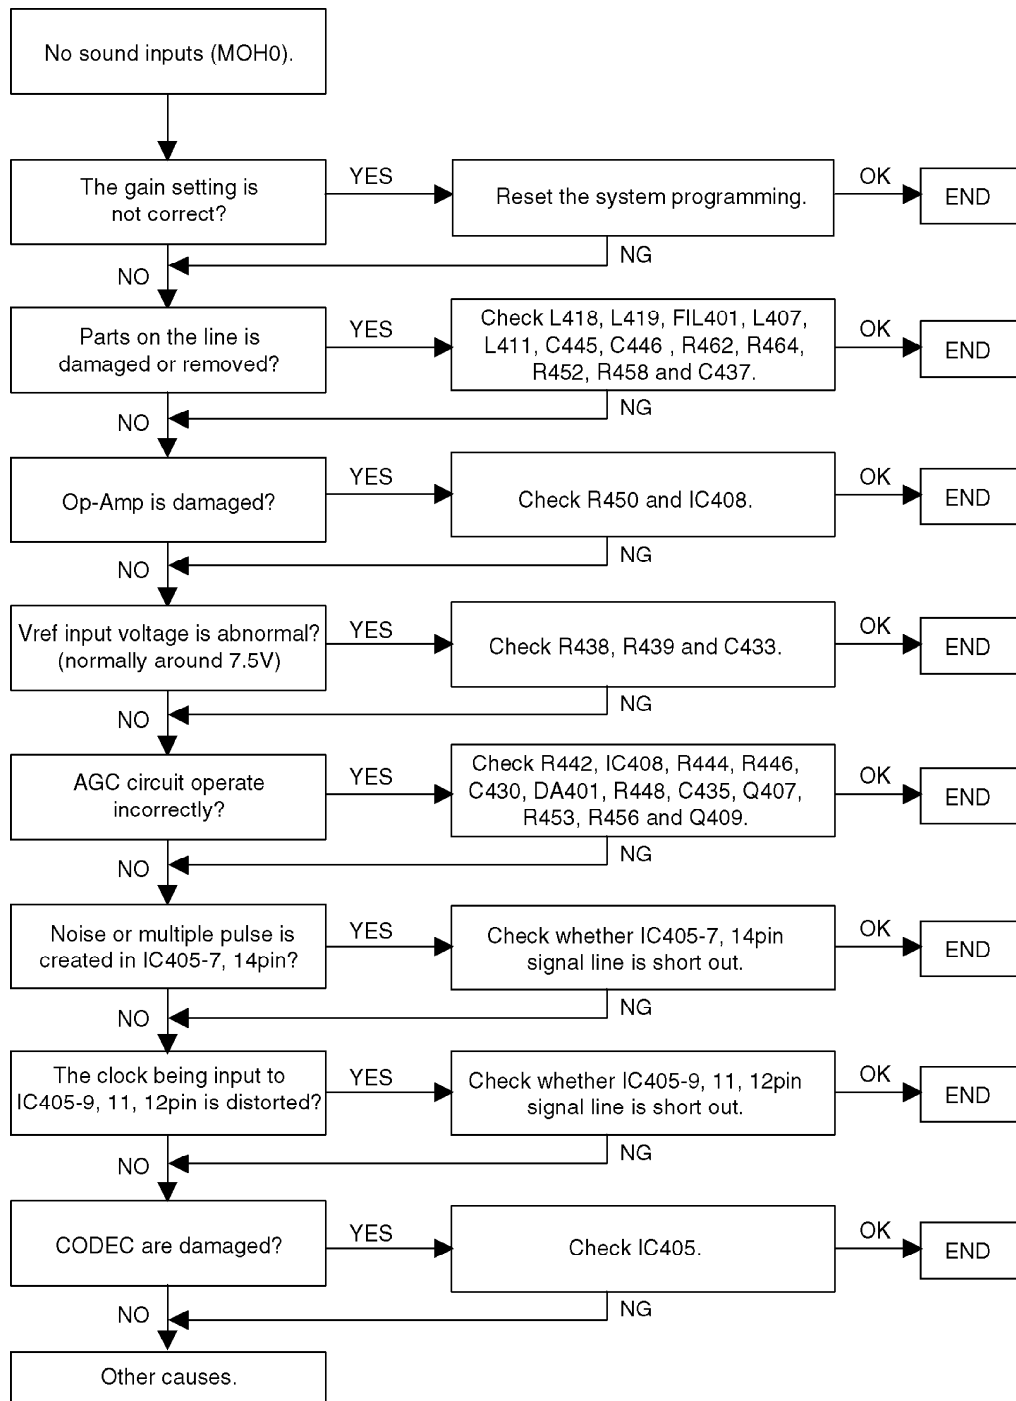 No sound inputs (MOH0).
The gain setting is
not correct?
YES
Reset the system programming.
OK
END
NG
NO
Parts on the line is
damaged or removed?
YES
Check L418, L419, FIL401, L407,
L411, C445, C446 , R462, R464,
R452, R458 and C437.
OK
END
NG
NO
Op-Amp is damaged?
YES
Check R450 and IC408.
OK
END
NG
NO
Vref input voltage is abnormal?
(normally around 7.5V)
YES
Check R438, R439 and C433.
OK
END
NG
NO
AGC circuit operate
incorrectly?
YES
Check R442, IC408, R444, R446,
C430, DA401, R448, C435, Q407,
R453, R456 and Q409.
OK
END
NG
NO
Noise or multiple pulse is
created in IC405-7, 14pin?
YES
Check whether IC405-7, 14pin
signal line is short out.
OK
END
NG
NO
The clock being input to
IC405-9, 11, 12pin is distorted?
YES
Check whether IC405-9, 11, 12pin
signal line is short out.
OK
END
NG
NO
CODEC are damaged?
YES
Check IC405.
OK
END
NG
NO
Other causes.